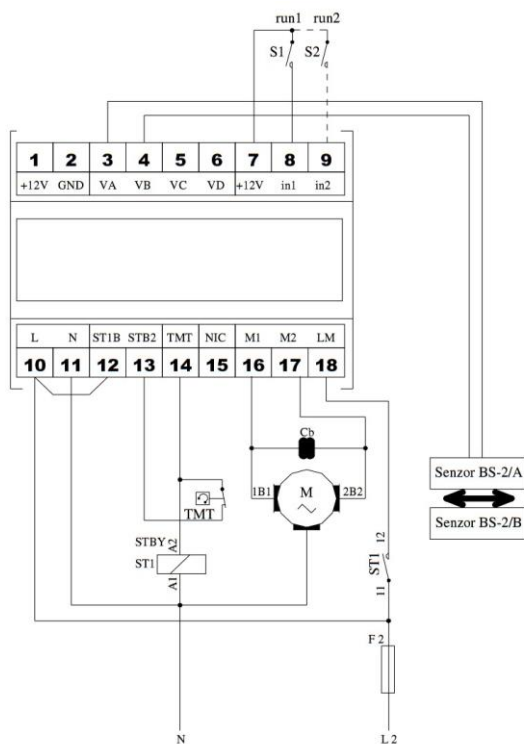 run1 run2
S1 S2
1 2 3 4 5 6 7 8 9
+12V GND VA VB VC VD +12V in1 in2
L N ST1B STB2 TMT NIC M1 M2 LM
10 11 12 13 14 15 16 17 18
Cb
1B1 M 2B2
TMT
Senzor BS-2/A
Senzor BS-2/B
STBY A2
ST1
A1
12
ST1
11
F 2
N L 2